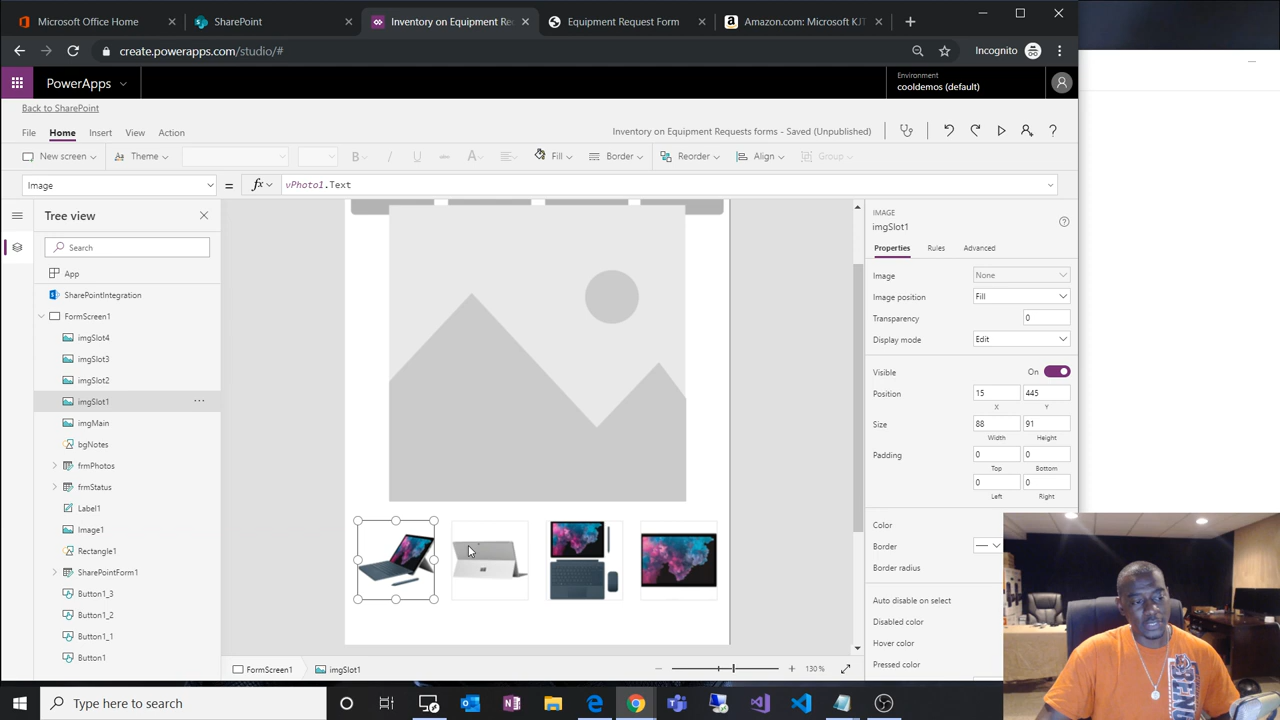 Microsoft Office Home
SharePoint
Inventory on Equipment Re
Equipment Request Form
Amazon.com: Microsoft KJT
create.powerapps.com/studio/#
Incognito
PowerApps
Environment
cooldemos (default)
Back to SharePoint
File
Home
Insert
View
Action
Inventory on Equipment Requests forms - Saved (Unpublished)
New screen
Theme
B
I
U
abc
A
Fill
Border
Reorder
Align
Group
Image
=
fx
vPhoto1.Text
Tree view
Search
App
SharePointIntegration
FormScreen1
imgSlot4
imgSlot3
imgSlot2
imgSlot1
imgMain
bgNotes
frmPhotos
frmStatus
Label1
Image1
Rectangle1
SharePointForm1
Button1_3
Button1_2
Button1_1
Button1
IMAGE
imgSlot1
Properties
Rules
Advanced
Image
None
Image position
Fill
Transparency
0
Display mode
Edit
Visible
On
Position
15
445
X
Y
Size
88
91
Width
Height
Padding
0
0
Top
Bottom
0
0
Left
Right
Color
Border
Border radius
Auto disable on select
Disabled color
Hover color
Pressed color
FormScreen1
imgSlot1
130 %
Type here to search